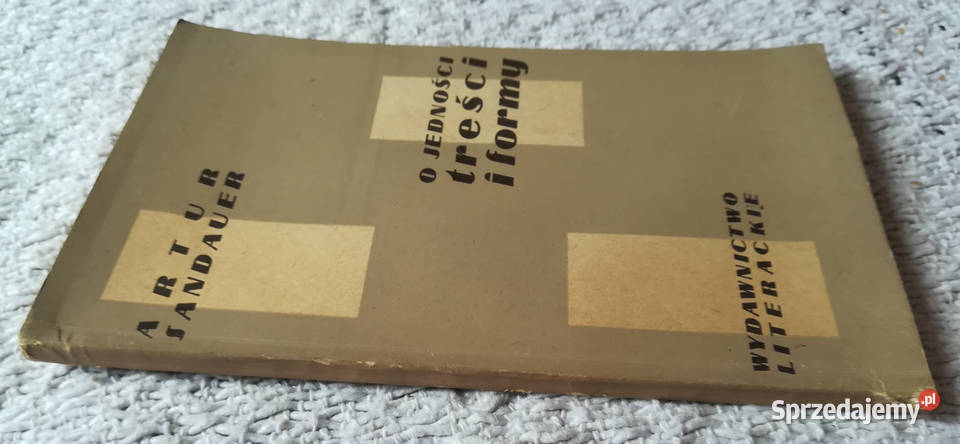 ARTUR
SANDAUER
O JEDNOŚCI
treści
i formy
WYDAWNICTWO
LITERACKIE
Sprzedajemy.pl